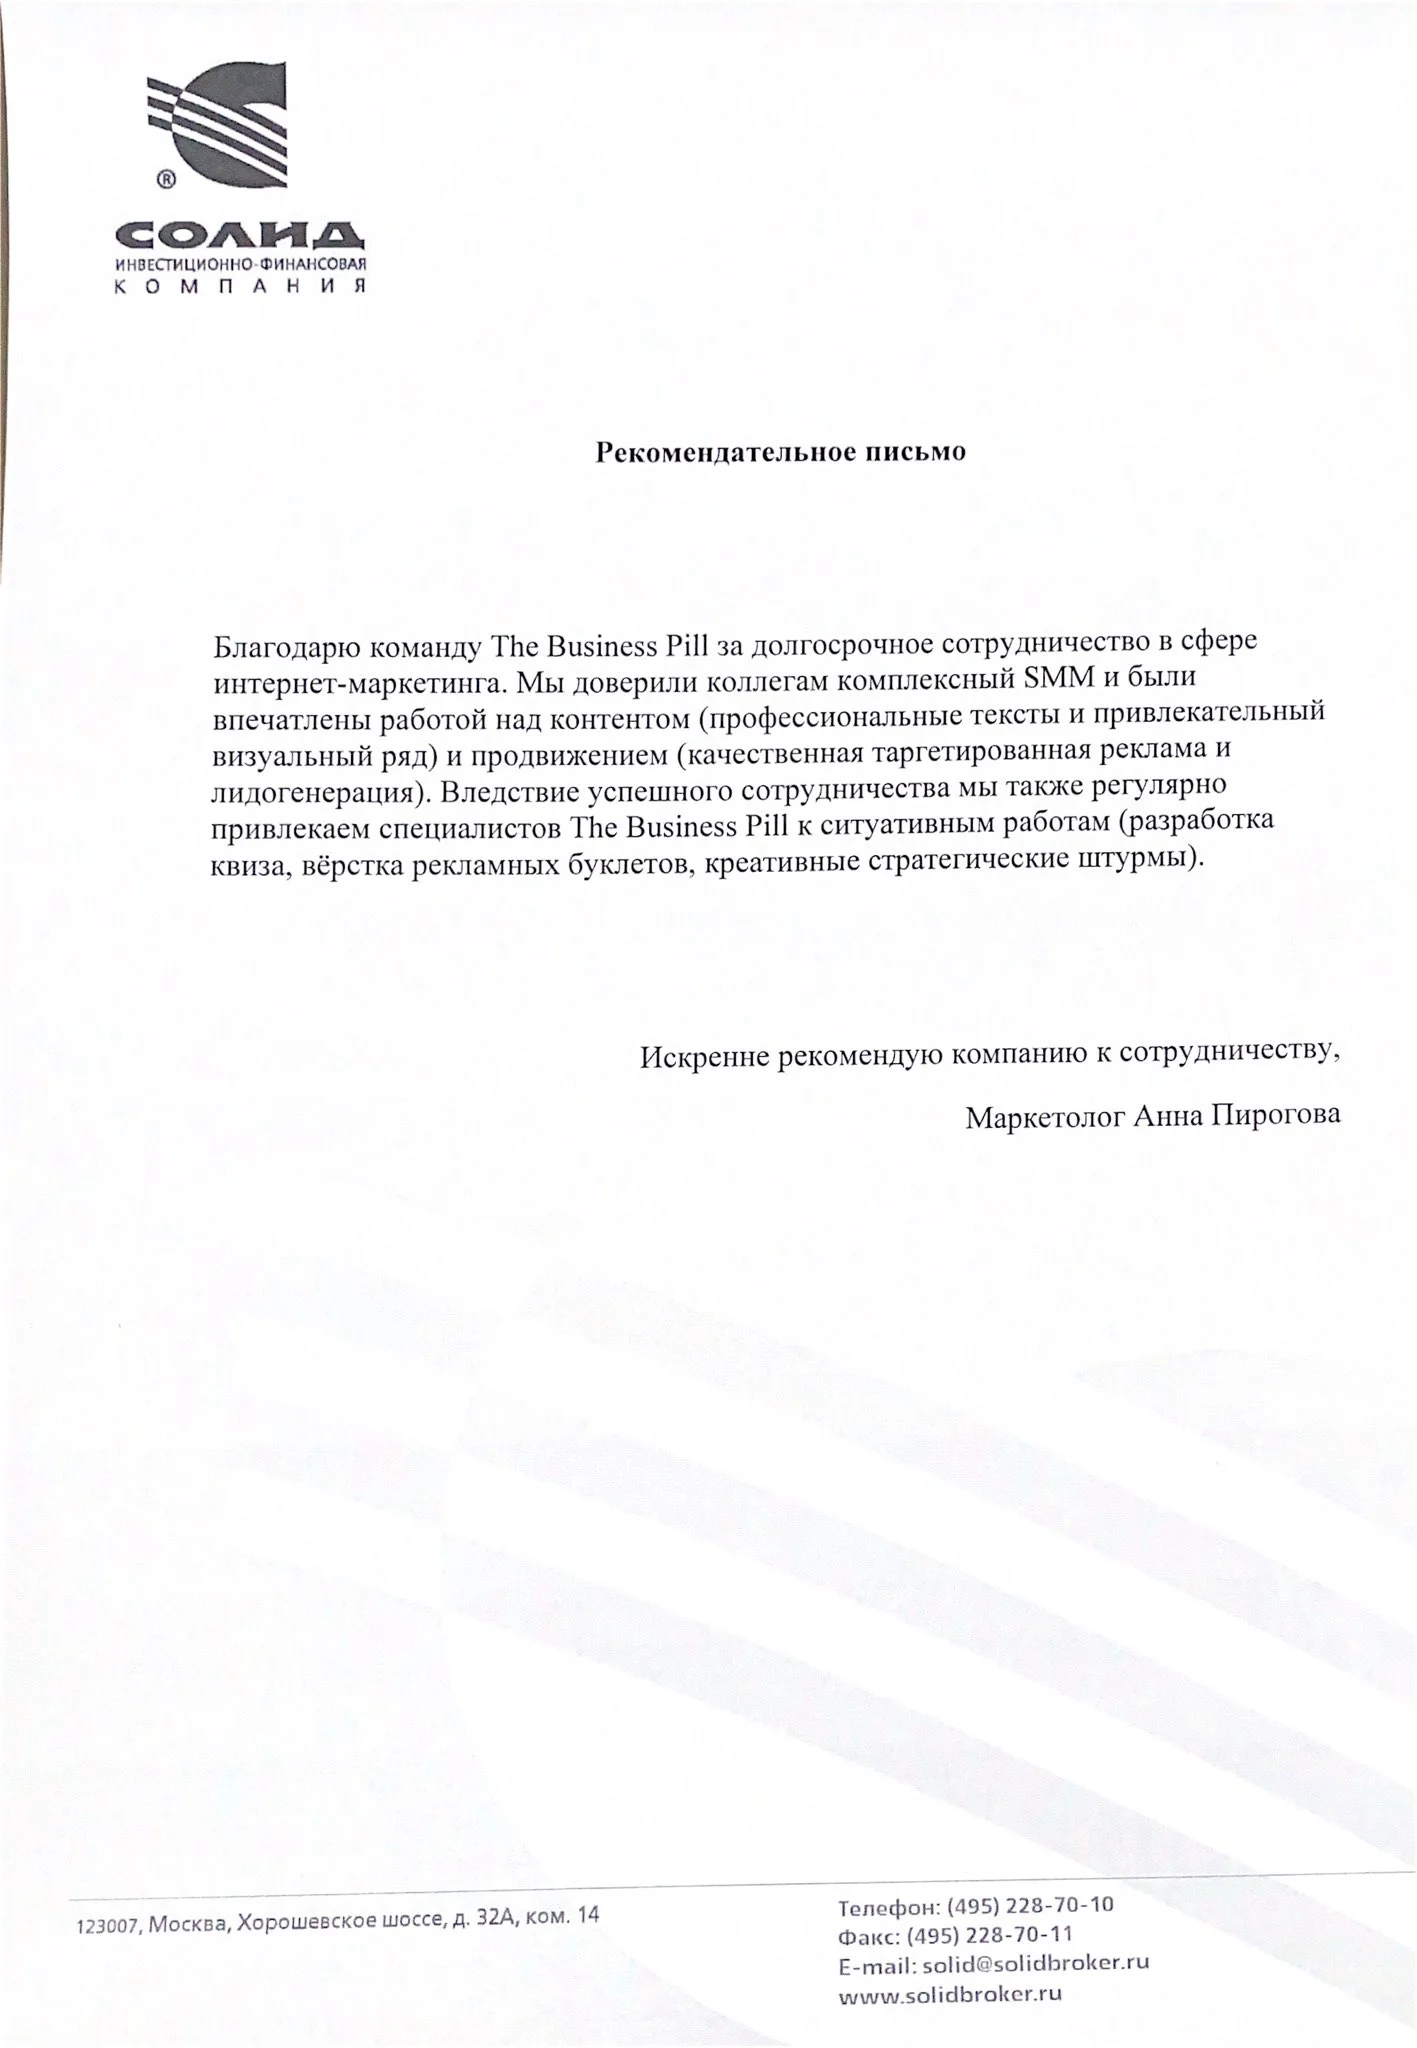 ®
СОЛИД
ИНВЕСТИЦИОННО-ФИНАНСОВАЯ
КОМПАНИЯ
Рекомендательное письмо
Благодарю команду The Business Pill за долгосрочное сотрудничество в сфере
интернет-маркетинга. Мы доверили коллегам комплексный SMM и были
впечатлены работой над контентом (профессиональные тексты и привлекательный
визуальный ряд) и продвижением (качественная таргетированная реклама и
лидогенерация). Вледствие успешного сотрудничества мы также регулярно
привлекаем специалистов The Business Pill к ситуативным работам (разработка
квиза, вёрстка рекламных буклетов, креативные стратегические штурмы).
Искренне рекомендую компанию к сотрудничеству,
Маркетолог Анна Пирогова
123007, Москва, Хорошевское шоссе, д. 32А, ком. 14
Телефон: (495) 228-70-10
Факс: (495) 228-70-11
E-mail: solid@solidbroker.ru
www.solidbroker.ru